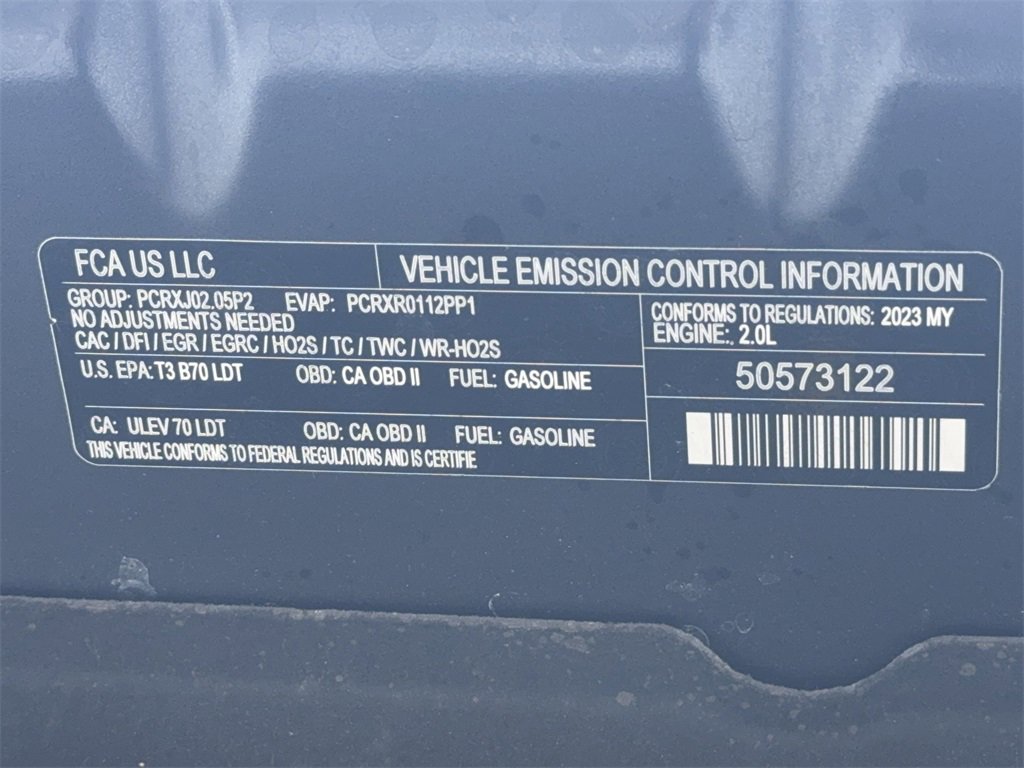 FCA US LLC
VEHICLE EMISSION CONTROL INFORMATION
GROUP: PCRXJ02.05P2 EVAP: PCRXR0112PP1
NO ADJUSTMENTS NEEDED
CAC / DFI / EGR / EGRC / HO2S / TC / TWC / WR-HO2S
U.S. EPA: T3 B70 LDT OBD: CA OBD II FUEL: GASOLINE
CA: ULEV 70 LDT OBD: CA OBD II FUEL: GASOLINE
THIS VEHICLE CONFORMS TO FEDERAL REGULATIONS AND IS CERTIFIE
CONFORMS TO REGULATIONS: 2023 MY
ENGINE:. 2.0L
50573122